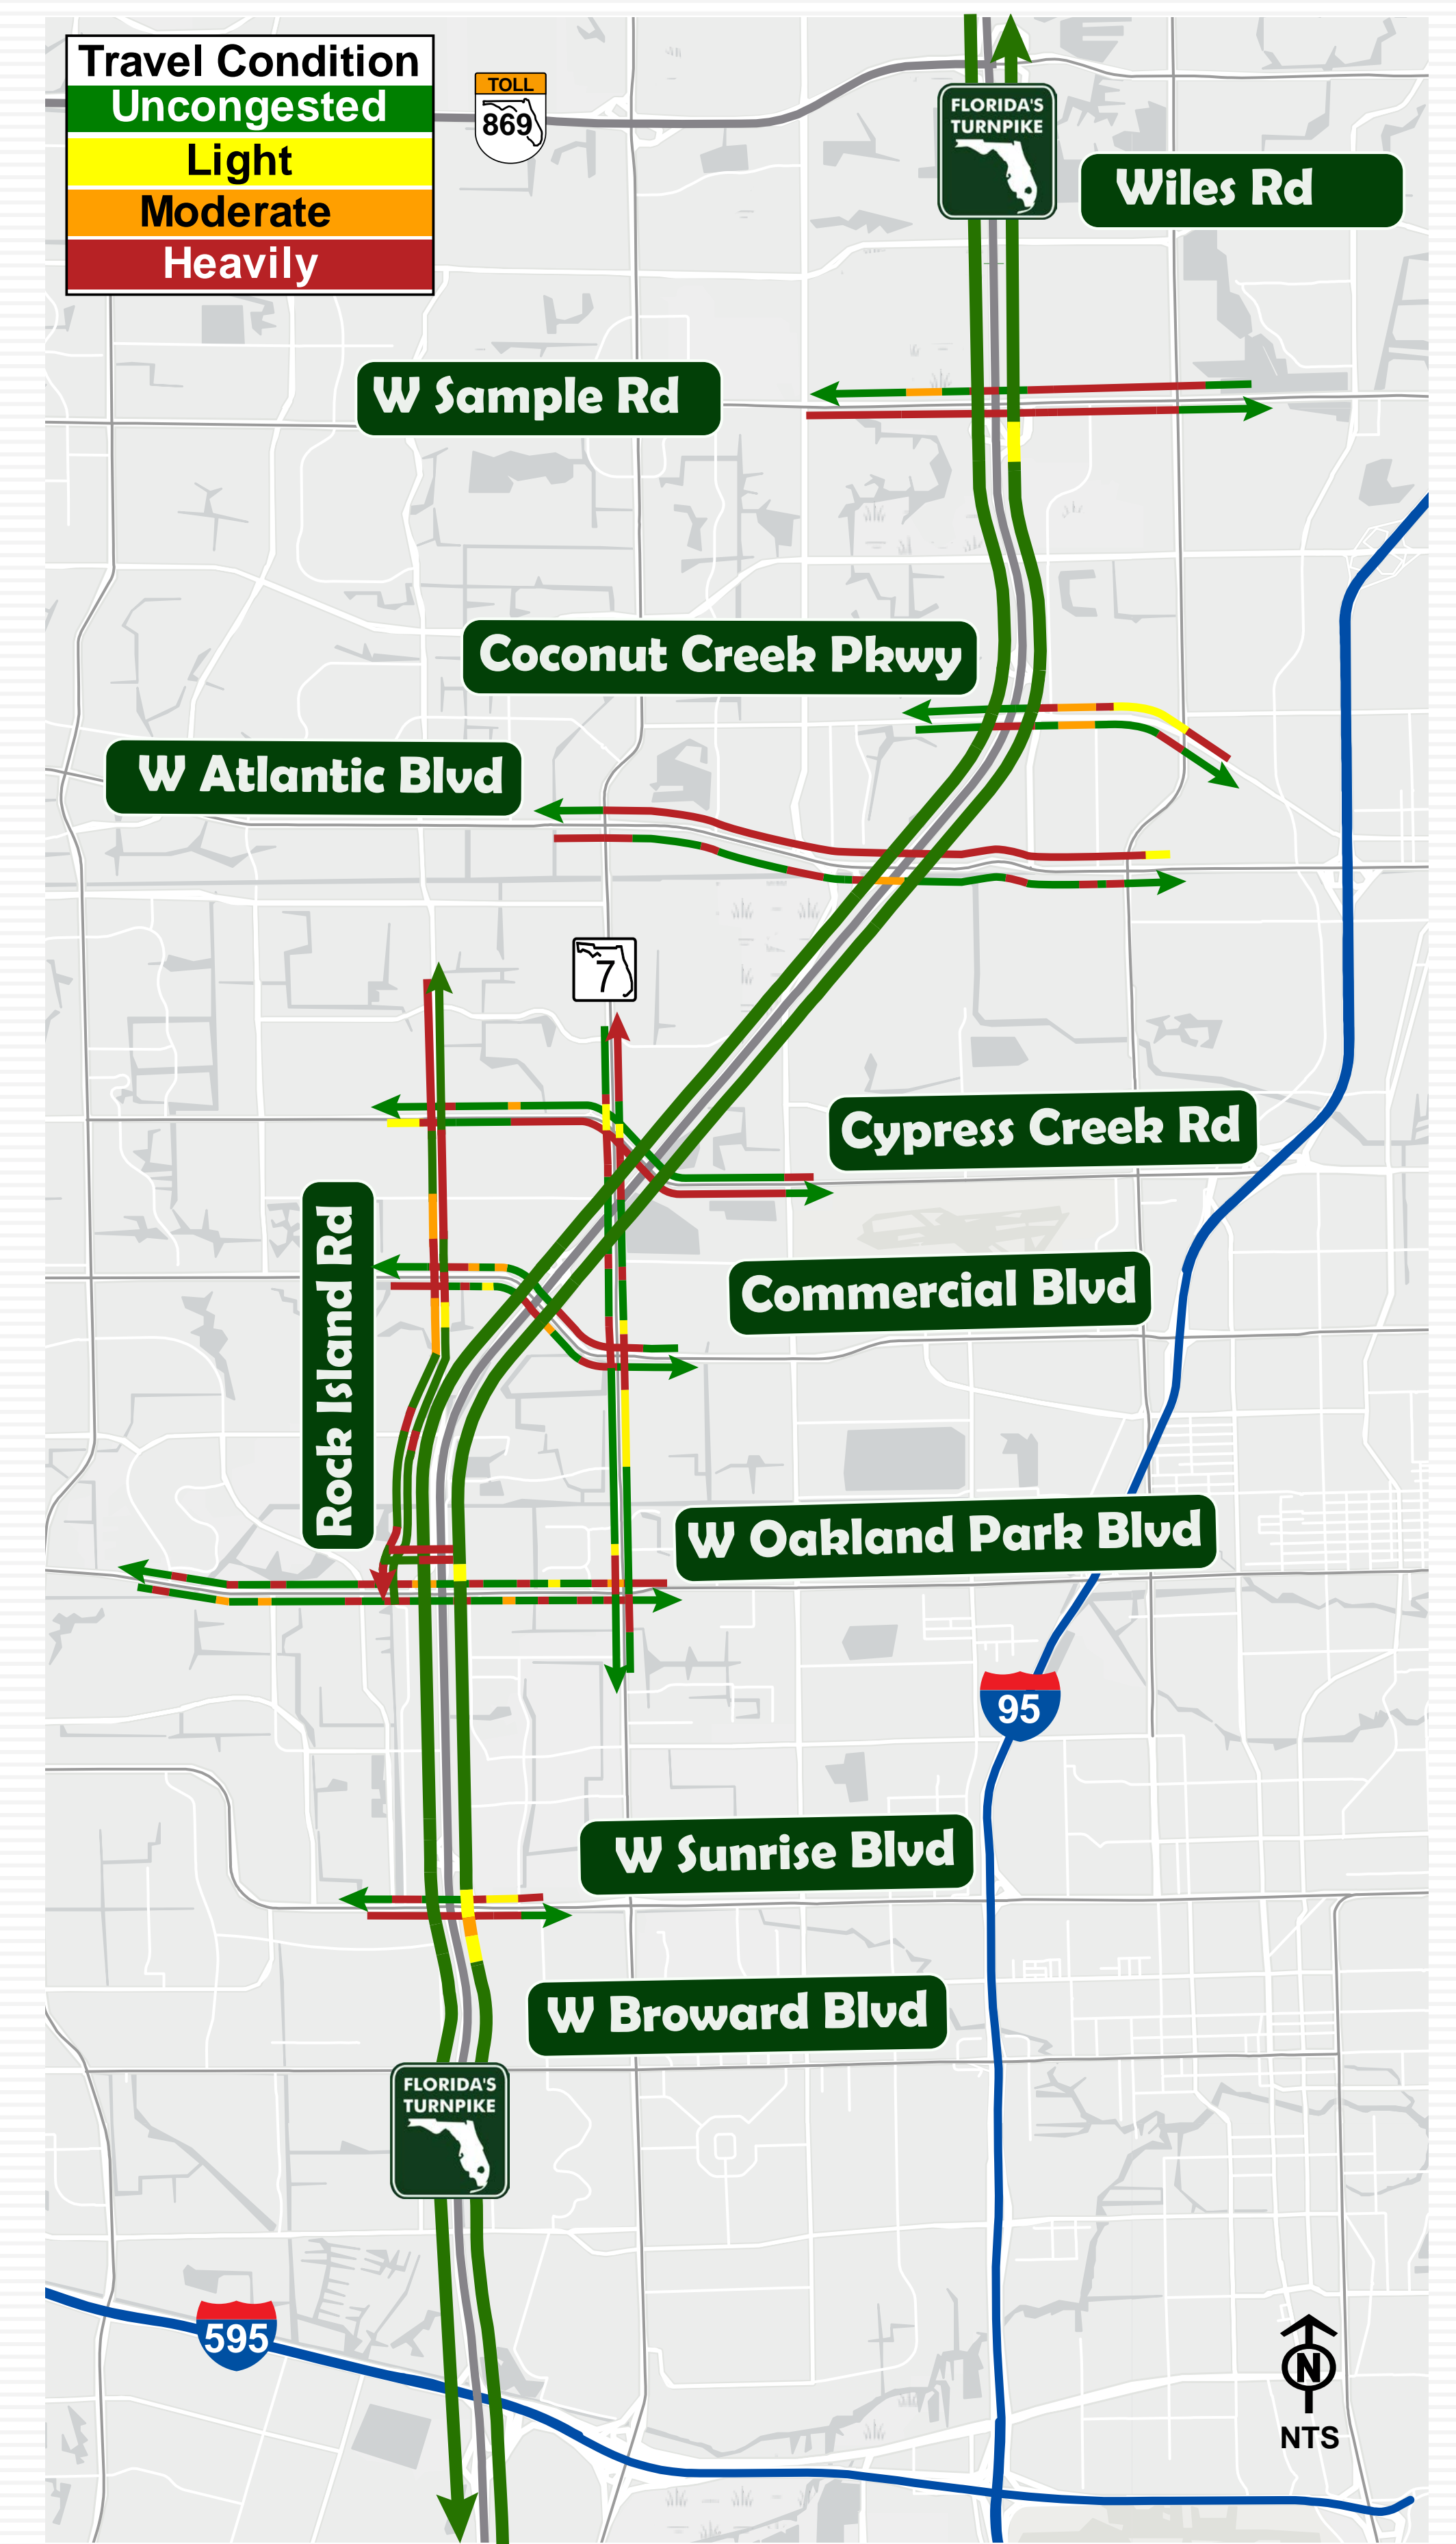 Travel Condition
Uncongested
Light
Moderate
Heavily
TOLL
869
FLORIDA'S
TURNPIKE
Wiles Rd
W Sample Rd
Coconut Creek Pkwy
W Atlantic Blvd
7
Cypress Creek Rd
Rock Island Rd
Commercial Blvd
W Oakland Park Blvd
95
W Sunrise Blvd
W Broward Blvd
FLORIDA'S
TURNPIKE
595
N
NTS